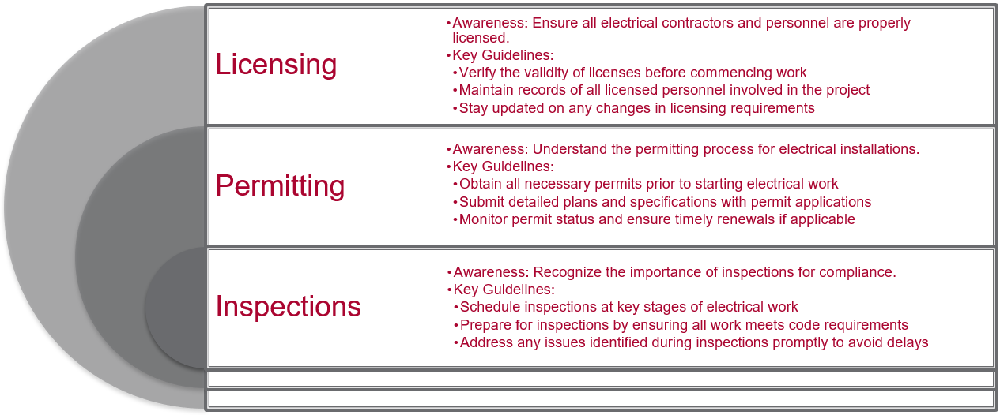 Licensing
•Awareness: Ensure all electrical contractors and personnel are properly
licensed.
•Key Guidelines:
•Verify the validity of licenses before commencing work
•Maintain records of all licensed personnel involved in the project
•Stay updated on any changes in licensing requirements
Permitting
•Awareness: Understand the permitting process for electrical installations.
•Key Guidelines:
•Obtain all necessary permits prior to starting electrical work
•Submit detailed plans and specifications with permit applications
•Monitor permit status and ensure timely renewals if applicable
Inspections
•Awareness: Recognize the importance of inspections for compliance.
•Key Guidelines:
•Schedule inspections at key stages of electrical work
•Prepare for inspections by ensuring all work meets code requirements
•Address any issues identified during inspections promptly to avoid delays